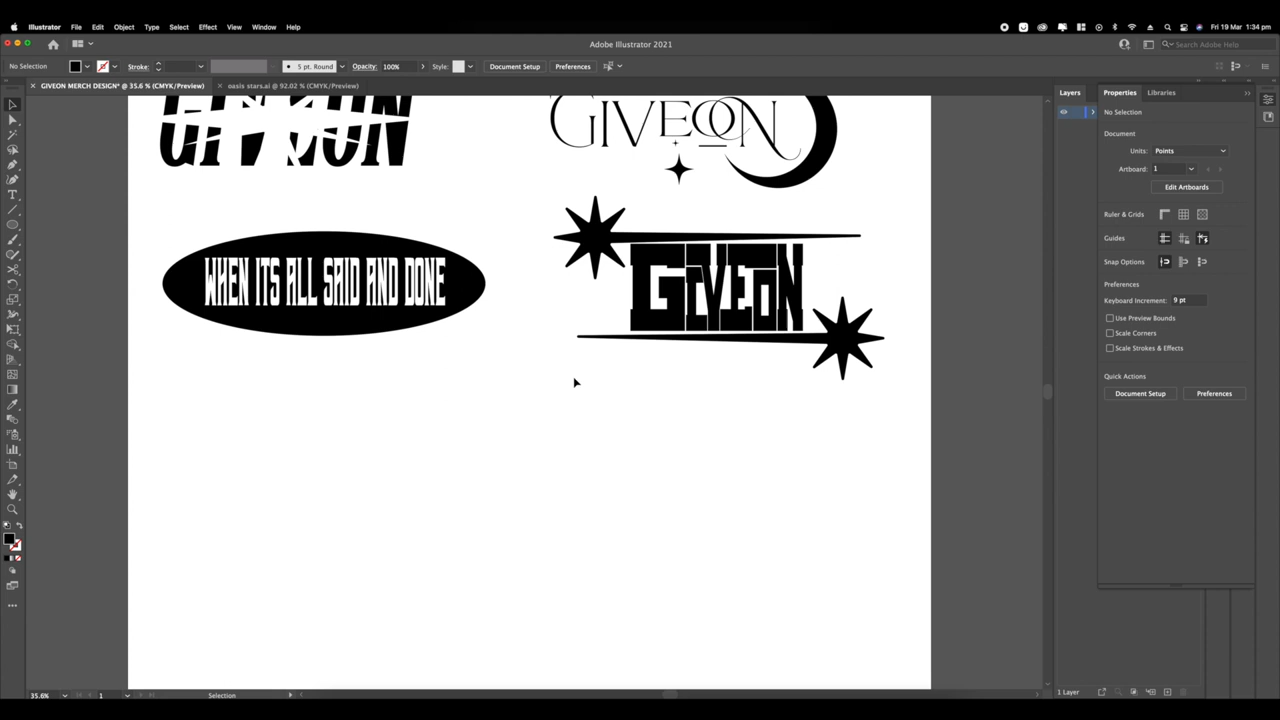 Illustrator File Edit Object Type Select Effect View Window Help Fri 19 Mar 1:34 pm
Adobe Illustrator 2021 Search Adobe Help
No Selection Stroke: 5 pt. Round Opacity: 100% Style: Document Setup Preferences
× GIVEON MERCH DESIGN* @ 35.6 % (CMYK/Preview) × oasis stars.ai @ 92.02 % (CMYK/Preview)
Layers Properties Libraries
No Selection
Document
Units: Points
Artboard: 1
Edit Artboards
Ruler & Grids
Guides
Snap Options
Preferences
Keyboard Increment: 9 pt
Use Preview Bounds
Scale Corners
Scale Strokes & Effects
Quick Actions
Document Setup Preferences
GIVEON
GIVEON
WHEN ITS ALL SAID AND DONE
GIVEON
35.6% 1 Selection 1 Layer